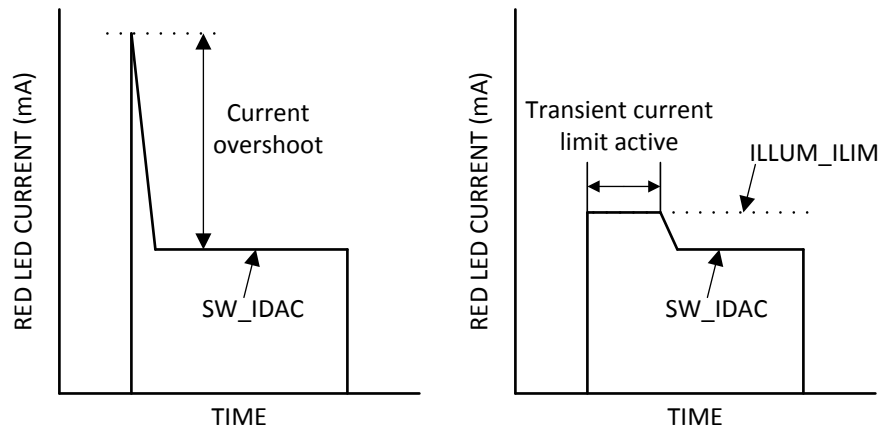 RED LED CURRENT (mA)
Current
overshoot
SW_IDAC
TIME
RED LED CURRENT (mA)
Transient current
limit active
ILLUM_ILIM
SW_IDAC
TIME